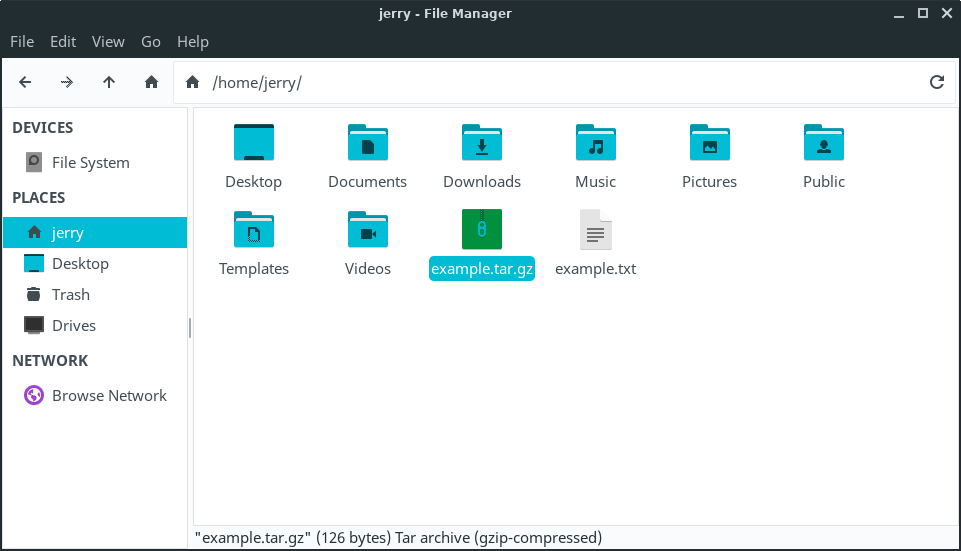 jerry - File Manager
File Edit View Go Help
/home/jerry/
DEVICES
File System
PLACES
jerry
Desktop
Trash
Drives
NETWORK
Browse Network
Desktop Documents Downloads Music Pictures Public
Templates Videos example.tar.gz example.txt
"example.tar.gz" (126 bytes) Tar archive (gzip-compressed)